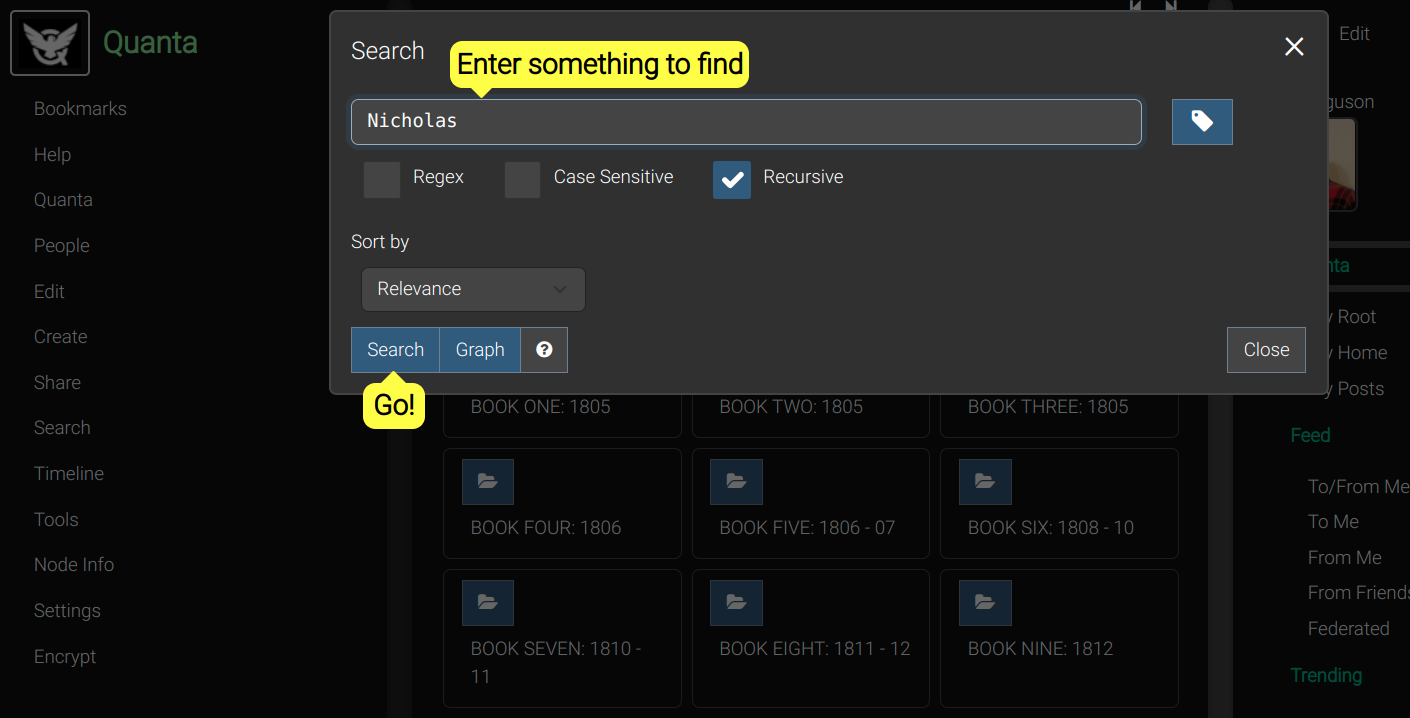 Quanta
Bookmarks
Help
Quanta
People
Edit
Create
Share
Search
Timeline
Tools
Node Info
Settings
Encrypt
Search
Enter something to find
Nicholas
Regex
Case Sensitive
Recursive
Sort by
Relevance
Search
Graph
Close
Go!
BOOK ONE: 1805
BOOK TWO: 1805
BOOK THREE: 1805
BOOK FOUR: 1806
BOOK FIVE: 1806 - 07
BOOK SIX: 1808 - 10
BOOK SEVEN: 1810 -
11
BOOK EIGHT: 1811 - 12
BOOK NINE: 1812
Edit
guson
nta
y Root
y Home
y Posts
Feed
To/From Me
To Me
From Me
From Friends
Federated
Trending